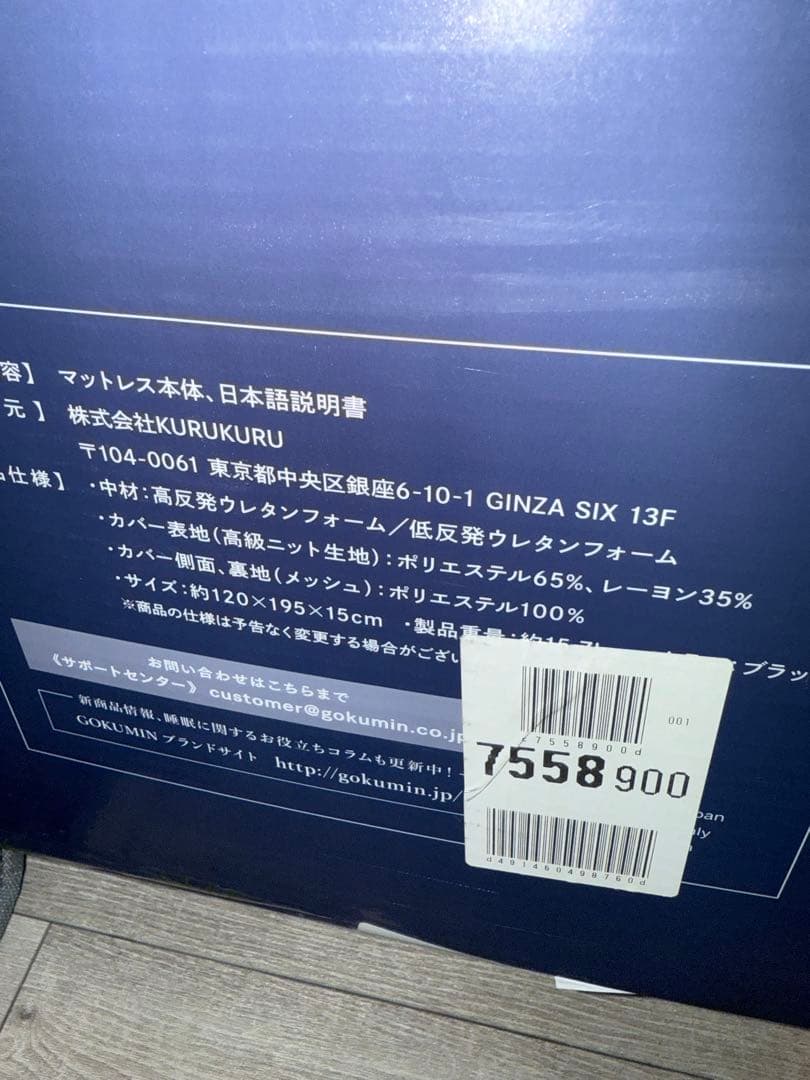 容】 マットレス本体、日本語説明書
元】 株式会社KURUKURU
〒104-0061 東京都中央区銀座6-10-1 GINZA SIX 13F
仕様】 ・中材:高反発ウレタンフォーム／低反発ウレタンフォーム
・カバー表地(高級ニット生地):ポリエステル65%、レーヨン35%
・カバー側面、裏地(メッシュ):ポリエステル100%
・サイズ:約120×195×15cm ・製品重量:約15.7 ブラッ
※商品の仕様は予告なく変更する場合がござい
お問い合わせはこちらまで
《サポートセンター》 customer@gokumin.co.jp
新商品情報、睡眠に関するお役立ちコラムも更新中!
GOKUMIN ブランドサイト http://gokumin.jp/
001
7558900d
7558900
d491460498760d
pan
ly